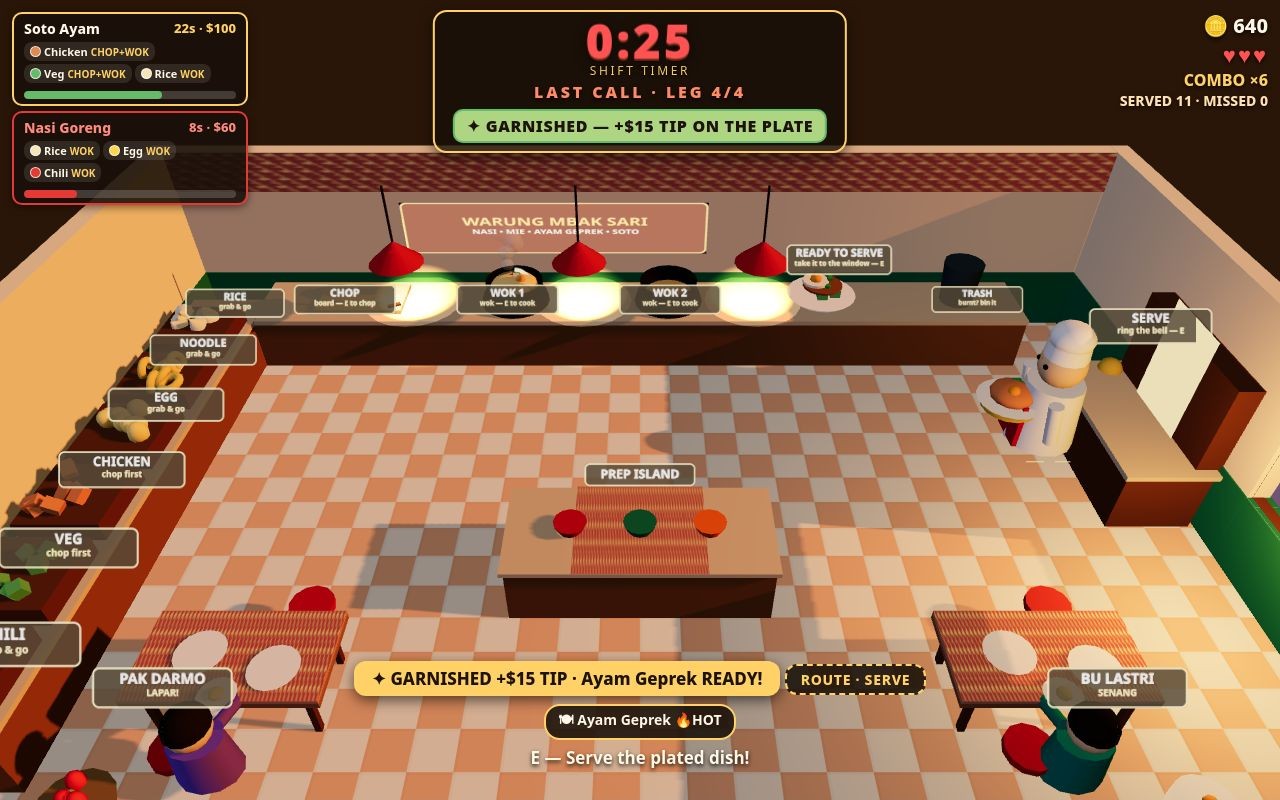 Soto Ayam 22s · $100
Chicken CHOP+WOK
Veg CHOP+WOK Rice WOK
Nasi Goreng 8s · $60
Rice WOK Egg WOK
Chili WOK
0:25
SHIFT TIMER
LAST CALL · LEG 4/4
✦ GARNISHED — +$15 TIP ON THE PLATE
640
♥♥♥
COMBO ×6
SERVED 11 · MISSED 0
WARUNG MBAK SARI
NASI • MIE • AYAM GEPREK • SOTO
READY TO SERVE
take it to the window — E
RICE
grab & go
CHOP
board — E to chop
WOK 1
wok — E to cook
WOK 2
wok — E to cook
TRASH
burnt? bin it
SERVE
ring the bell — E
NOODLE
grab & go
EGG
grab & go
CHICKEN
chop first
PREP ISLAND
VEG
chop first
ILI
& go
PAK DARMO
LAPAR!
✦ GARNISHED +$15 TIP · Ayam Geprek READY!
ROUTE · SERVE
BU LASTRI
SENANG
🍽 Ayam Geprek 🔥HOT
E — Serve the plated dish!